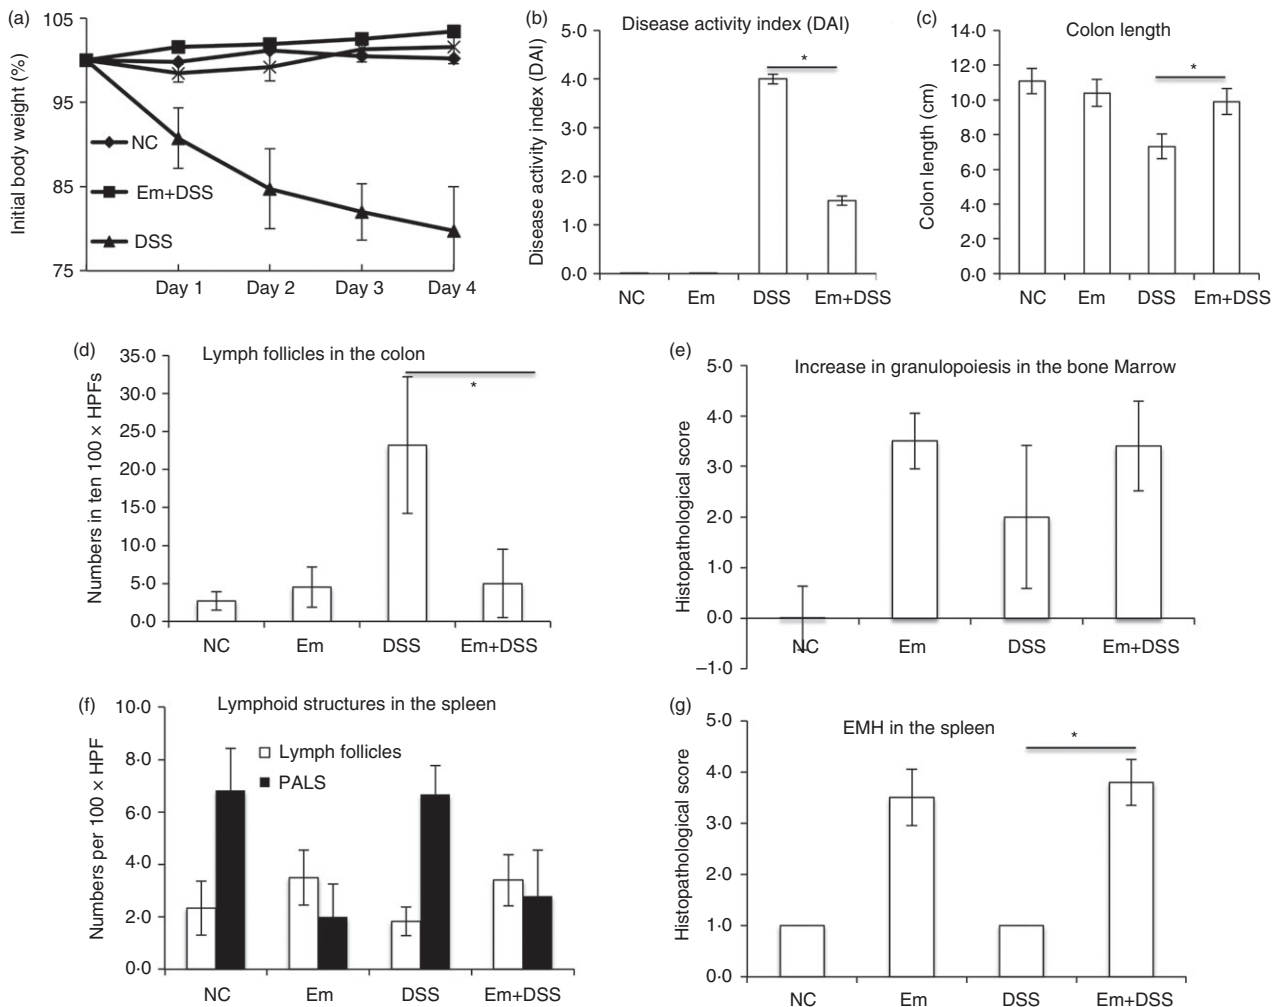 (a)
Initial body weight (%)
105
95
85
75
NC
Em+DSS
DSS
Day 1 Day 2 Day 3 Day 4
(b)
Disease activity index (DAI)
Disease activity index (DAI)
5·0
4·0
3·0
2·0
1·0
0·0
*
NC Em DSS Em+DSS
(c)
Colon length
Colon length (cm)
14·0
12·0
10·0
8·0
6·0
4·0
2·0
0·0
*
NC Em DSS Em+DSS
(d)
Lymph follicles in the colon
Numbers in ten 100 × HPFs
35·0
30·0
25·0
20·0
15·0
10·0
5·0
0·0
*
NC Em DSS Em+DSS
(e)
Increase in granulopoiesis in the bone Marrow
Histopathological score
5·0
4·0
3·0
2·0
1·0
0·0
−1·0
NC Em DSS Em+DSS
(f)
Lymphoid structures in the spleen
Numbers per 100 × HPF
10·0
8·0
6·0
4·0
2·0
0·0
Lymph follicles
PALS
NC Em DSS Em+DSS
(g)
EMH in the spleen
Histopathological score
5·0
4·0
3·0
2·0
1·0
0·0
*
NC Em DSS Em+DSS